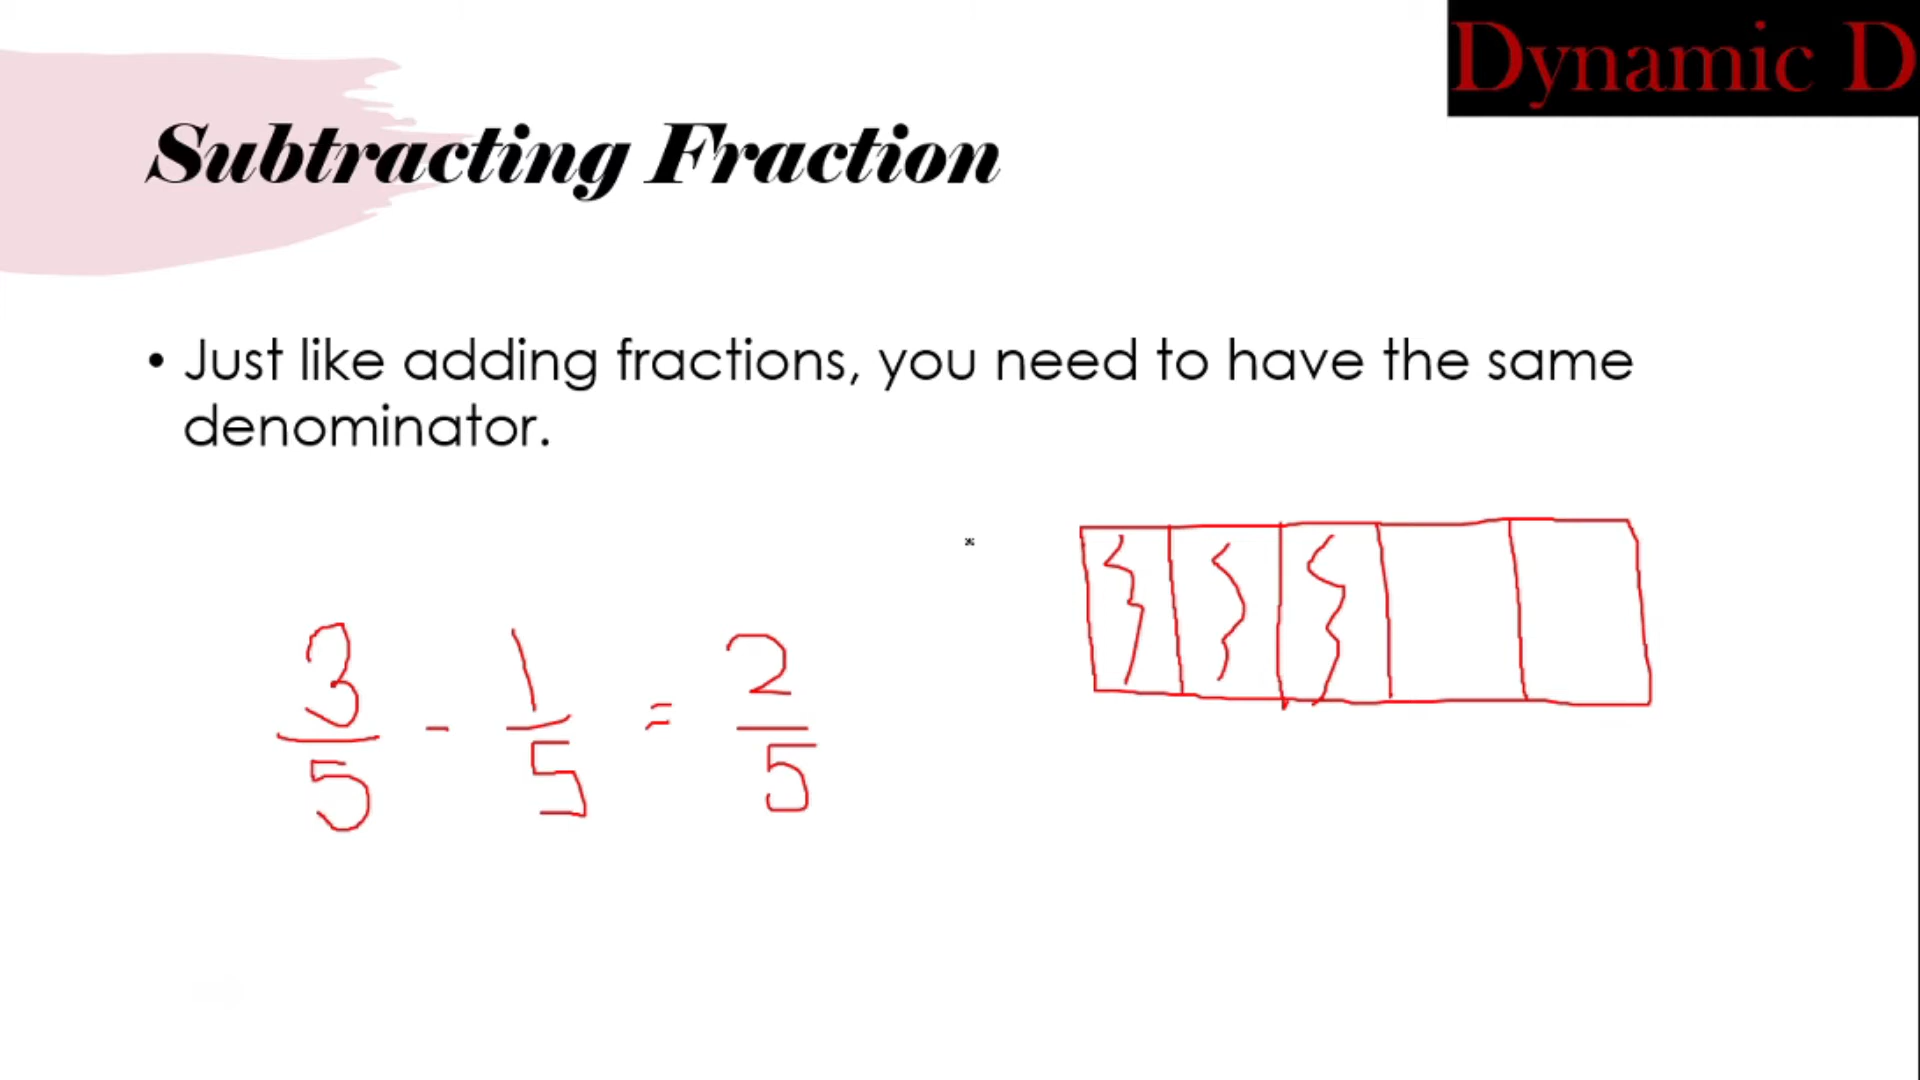 Dynamic D
Subtracting Fraction
• Just like adding fractions, you need to have the same
denominator.
3/5 - 1/5 = 2/5